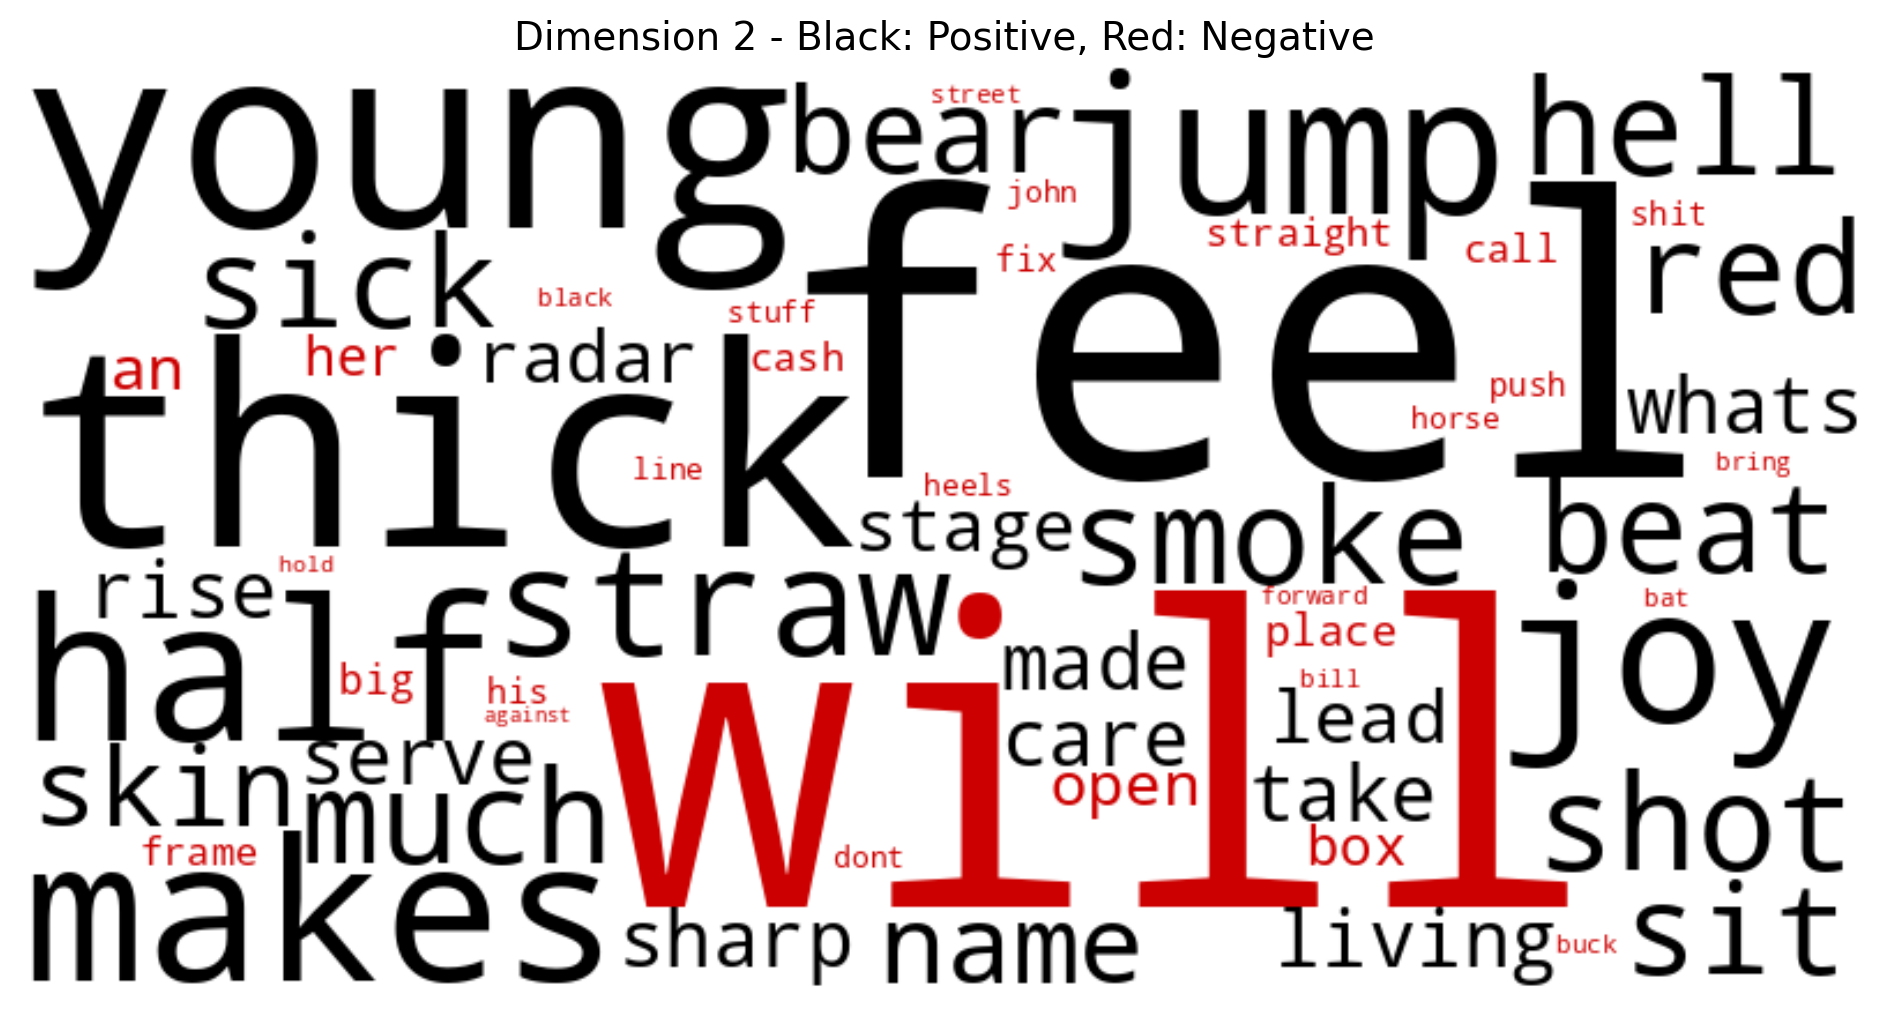 Dimension 2 - Black: Positive, Red: Negative
young
bear
street
jump
hell
john
straight
call
shit
sick
fix
feel
red
black
stuff
an
her
radar
cash
thick
push
whats
horse
line
bring
heels
stage
smoke
beat
rise
hold
half
straw
will
forward
place
bat
joy
big
his
against
made
bill
lead
skin
serve
care
open
take
shot
much
box
frame
dont
makes
sharp
name
living
buck
sit